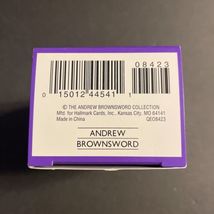 08423
0 15012 44541 1
© THE ANDREW BROWNSWORD COLLECTION
Mfd. for Hallmark Cards, Inc., Kansas City, MO 64141
Made in China QEO8423
ANDREW
BROWNSWORD